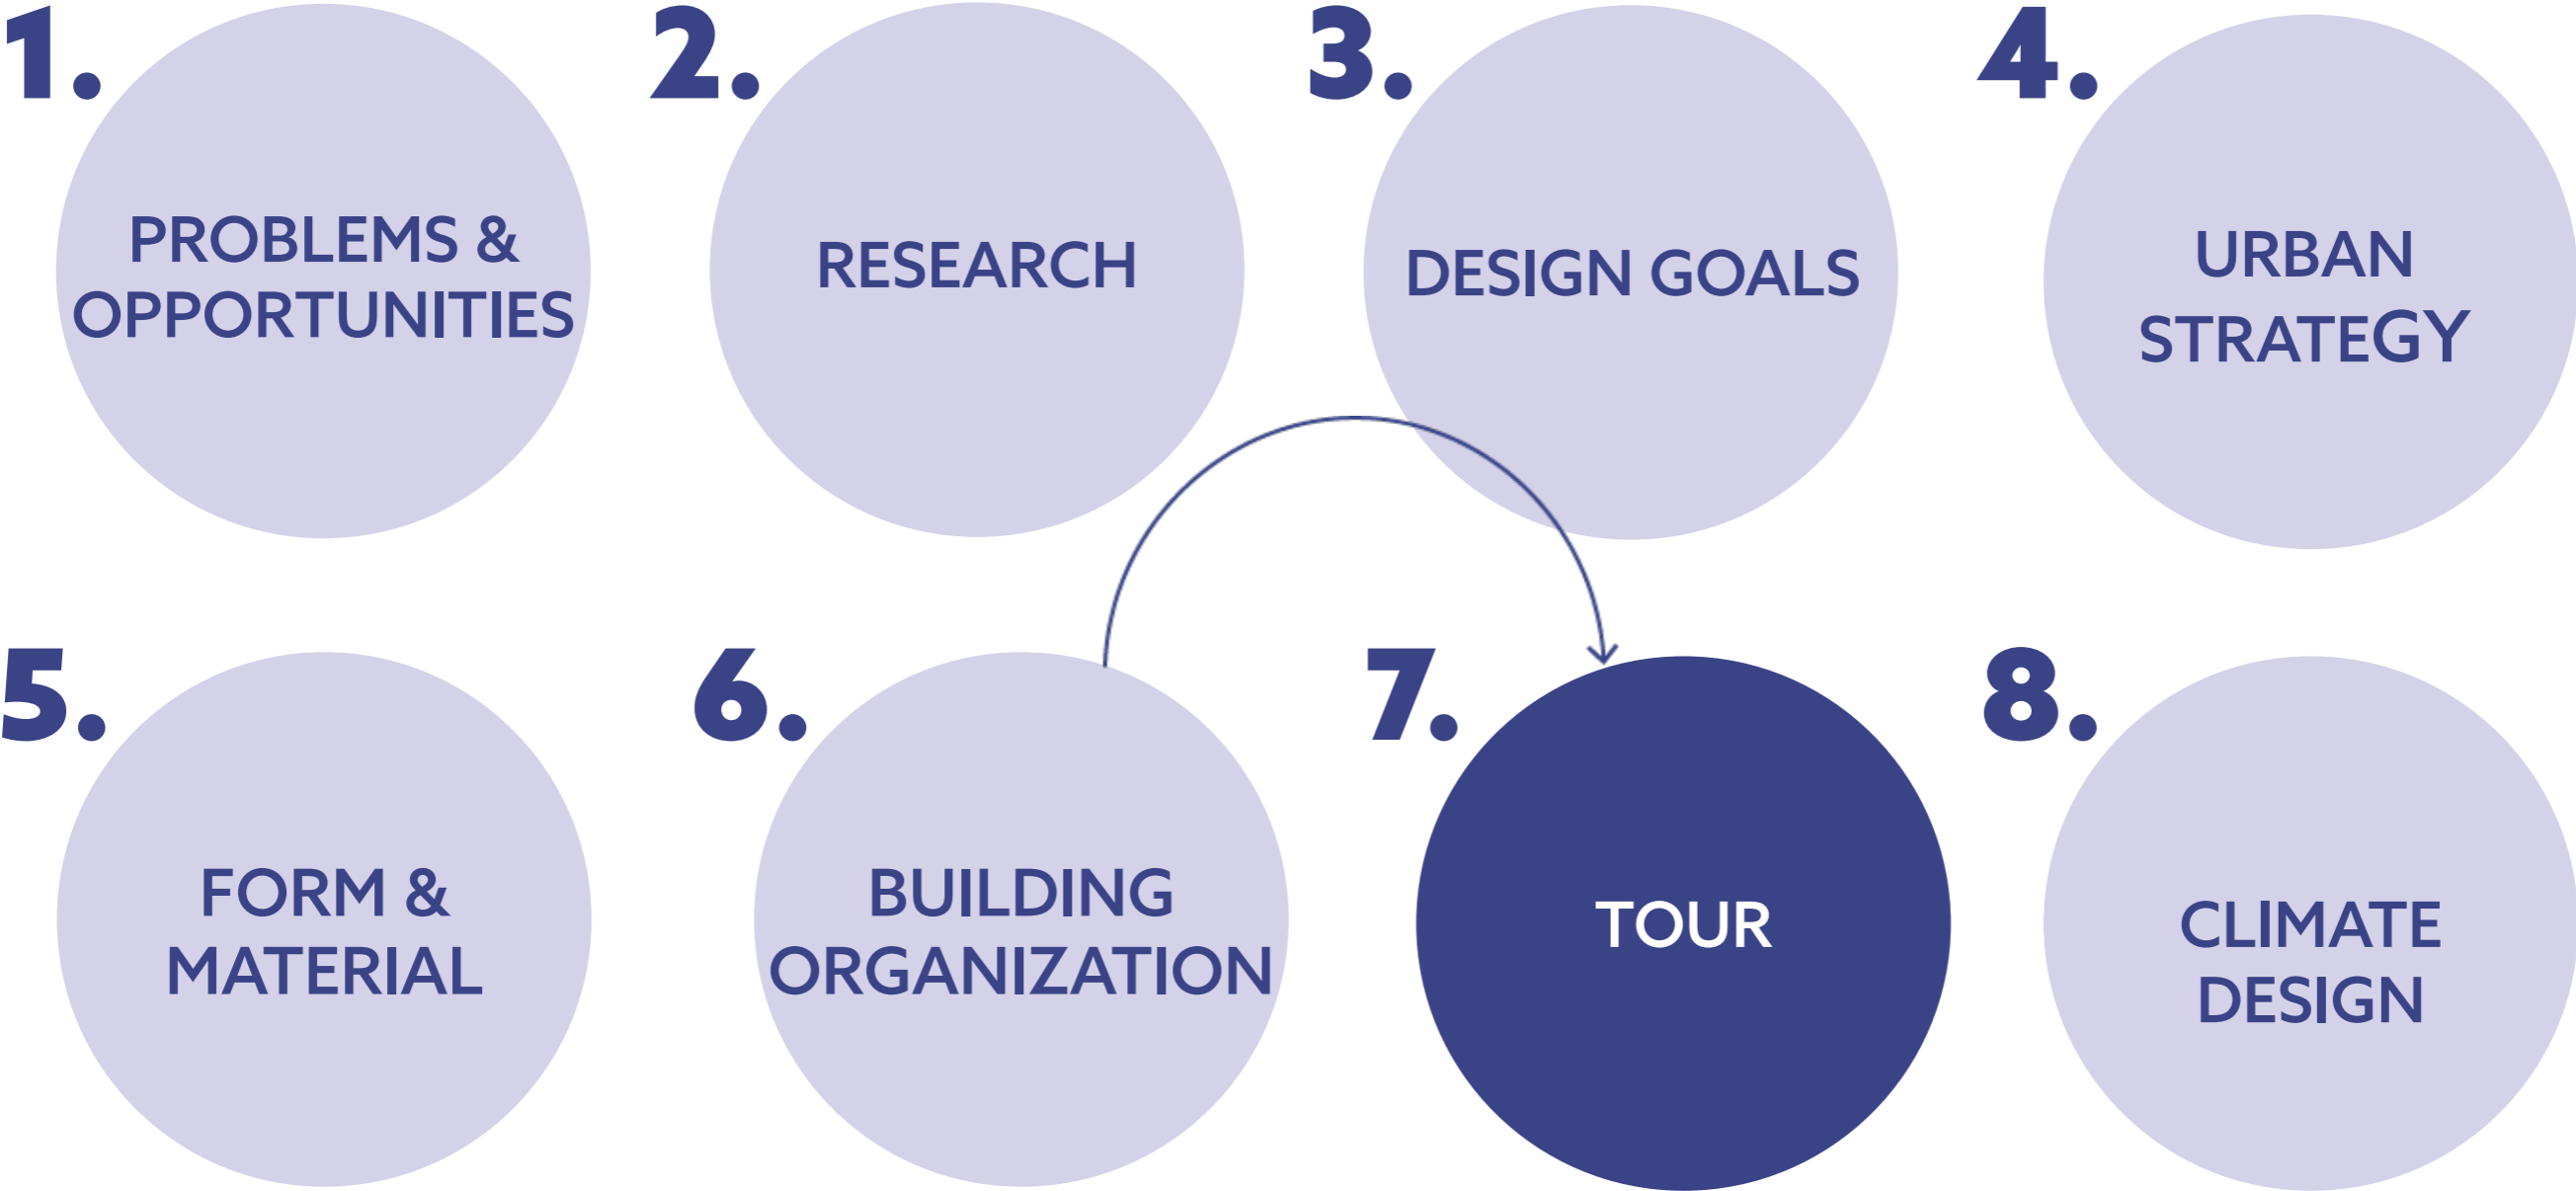 1.
PROBLEMS &
OPPORTUNITIES
2.
RESEARCH
3.
DESIGN GOALS
4.
URBAN
STRATEGY
5.
FORM &
MATERIAL
6.
BUILDING
ORGANIZATION
7.
TOUR
8.
CLIMATE
DESIGN